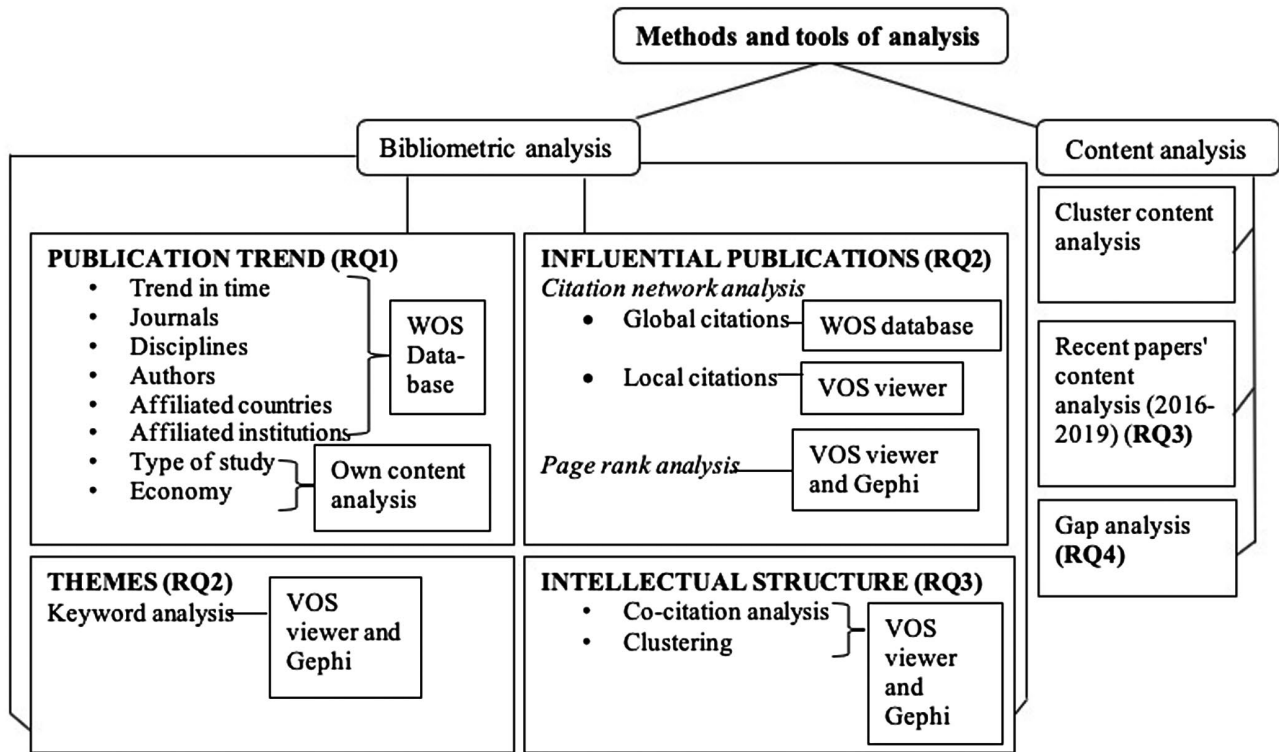 Methods and tools of analysis
Bibliometric analysis
Content analysis
PUBLICATION TREND (RQ1)
• Trend in time
• Journals
• Disciplines
• Authors
• Affiliated countries
• Affiliated institutions
• Type of study
• Economy
WOS
Data-
base
Own content
analysis
INFLUENTIAL PUBLICATIONS (RQ2)
Citation network analysis
• Global citations
WOS database
• Local citations
VOS viewer
Page rank analysis
VOS viewer
and Gephi
THEMES (RQ2)
Keyword analysis
VOS
viewer and
Gephi
INTELLECTUAL STRUCTURE (RQ3)
• Co-citation analysis
• Clustering
VOS
viewer
and
Gephi
Cluster content
analysis
Recent papers'
content
analysis (2016-
2019) (RQ3)
Gap analysis
(RQ4)